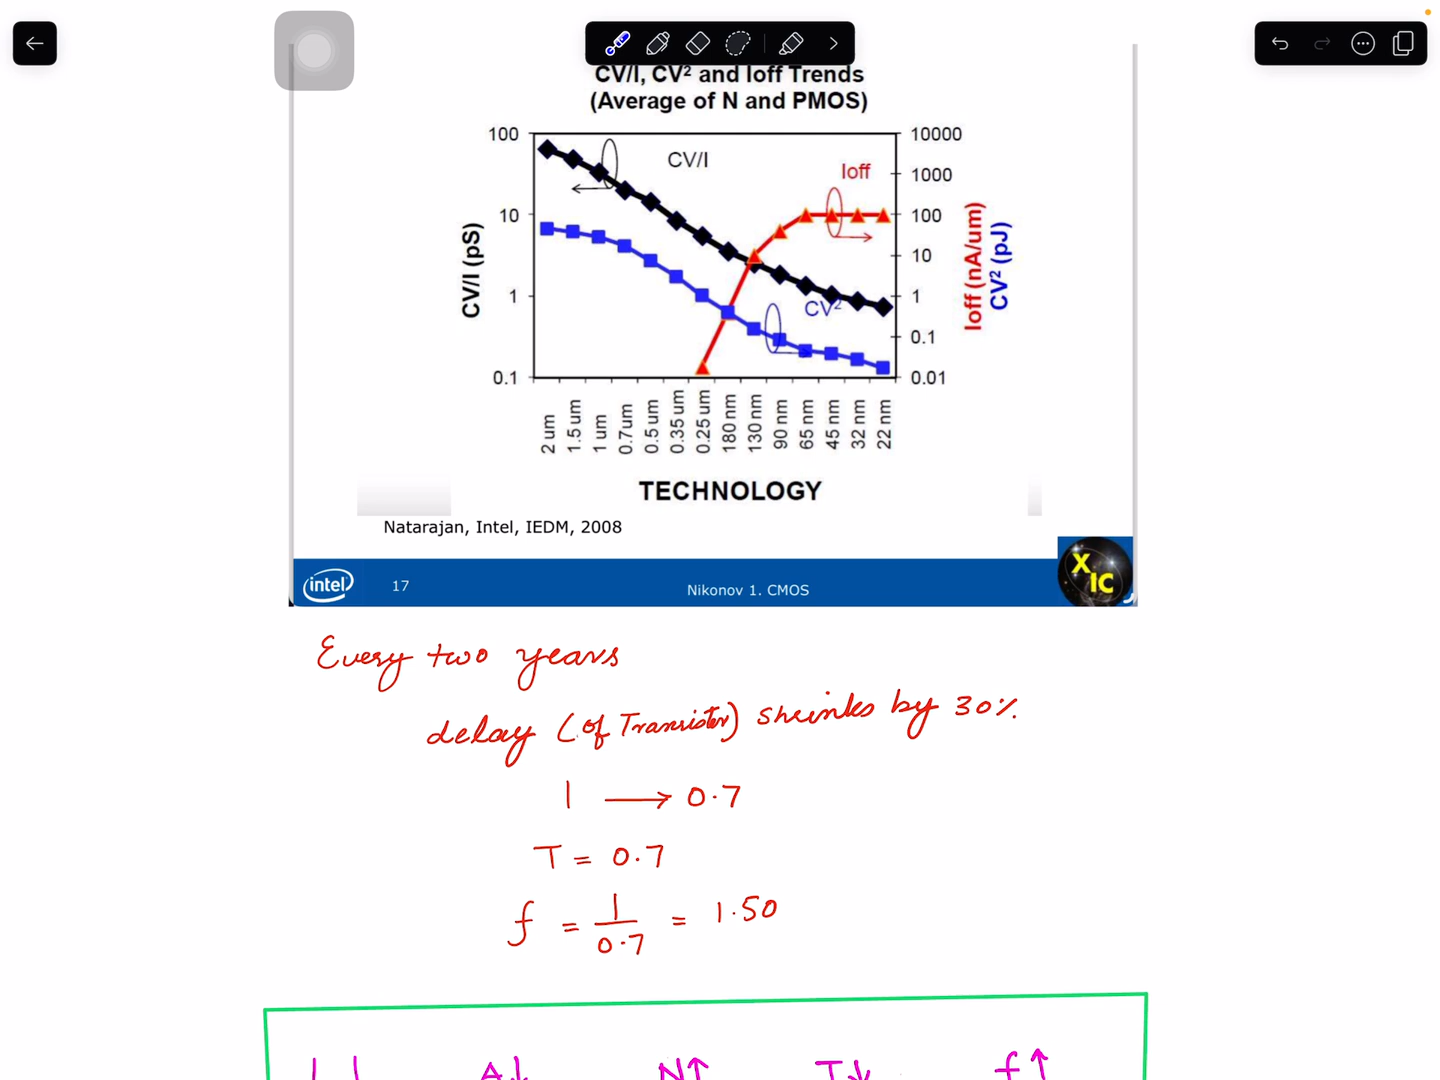 CV/I, CV² and Ioff Trends
(Average of N and PMOS)
100
10
1
0.1
CV/I (pS)
CV/I
Ioff
CV²
10000
1000
100
10
1
0.1
0.01
Ioff (nA/um)
CV² (pJ)
2 um
1.5 um
1 um
0.7um
0.5 um
0.35 um
0.25 um
180 nm
130 nm
90 nm
65 nm
45 nm
32 nm
22 nm
TECHNOLOGY
Natarajan, Intel, IEDM, 2008
intel
17
Nikonov 1. CMOS
XIC
Every two years
delay (of Transistor) shrinks by 30%.
1 → 0.7
T = 0.7
f = 1/0.7 = 1.50
A↓ N↑ T↓ f↑